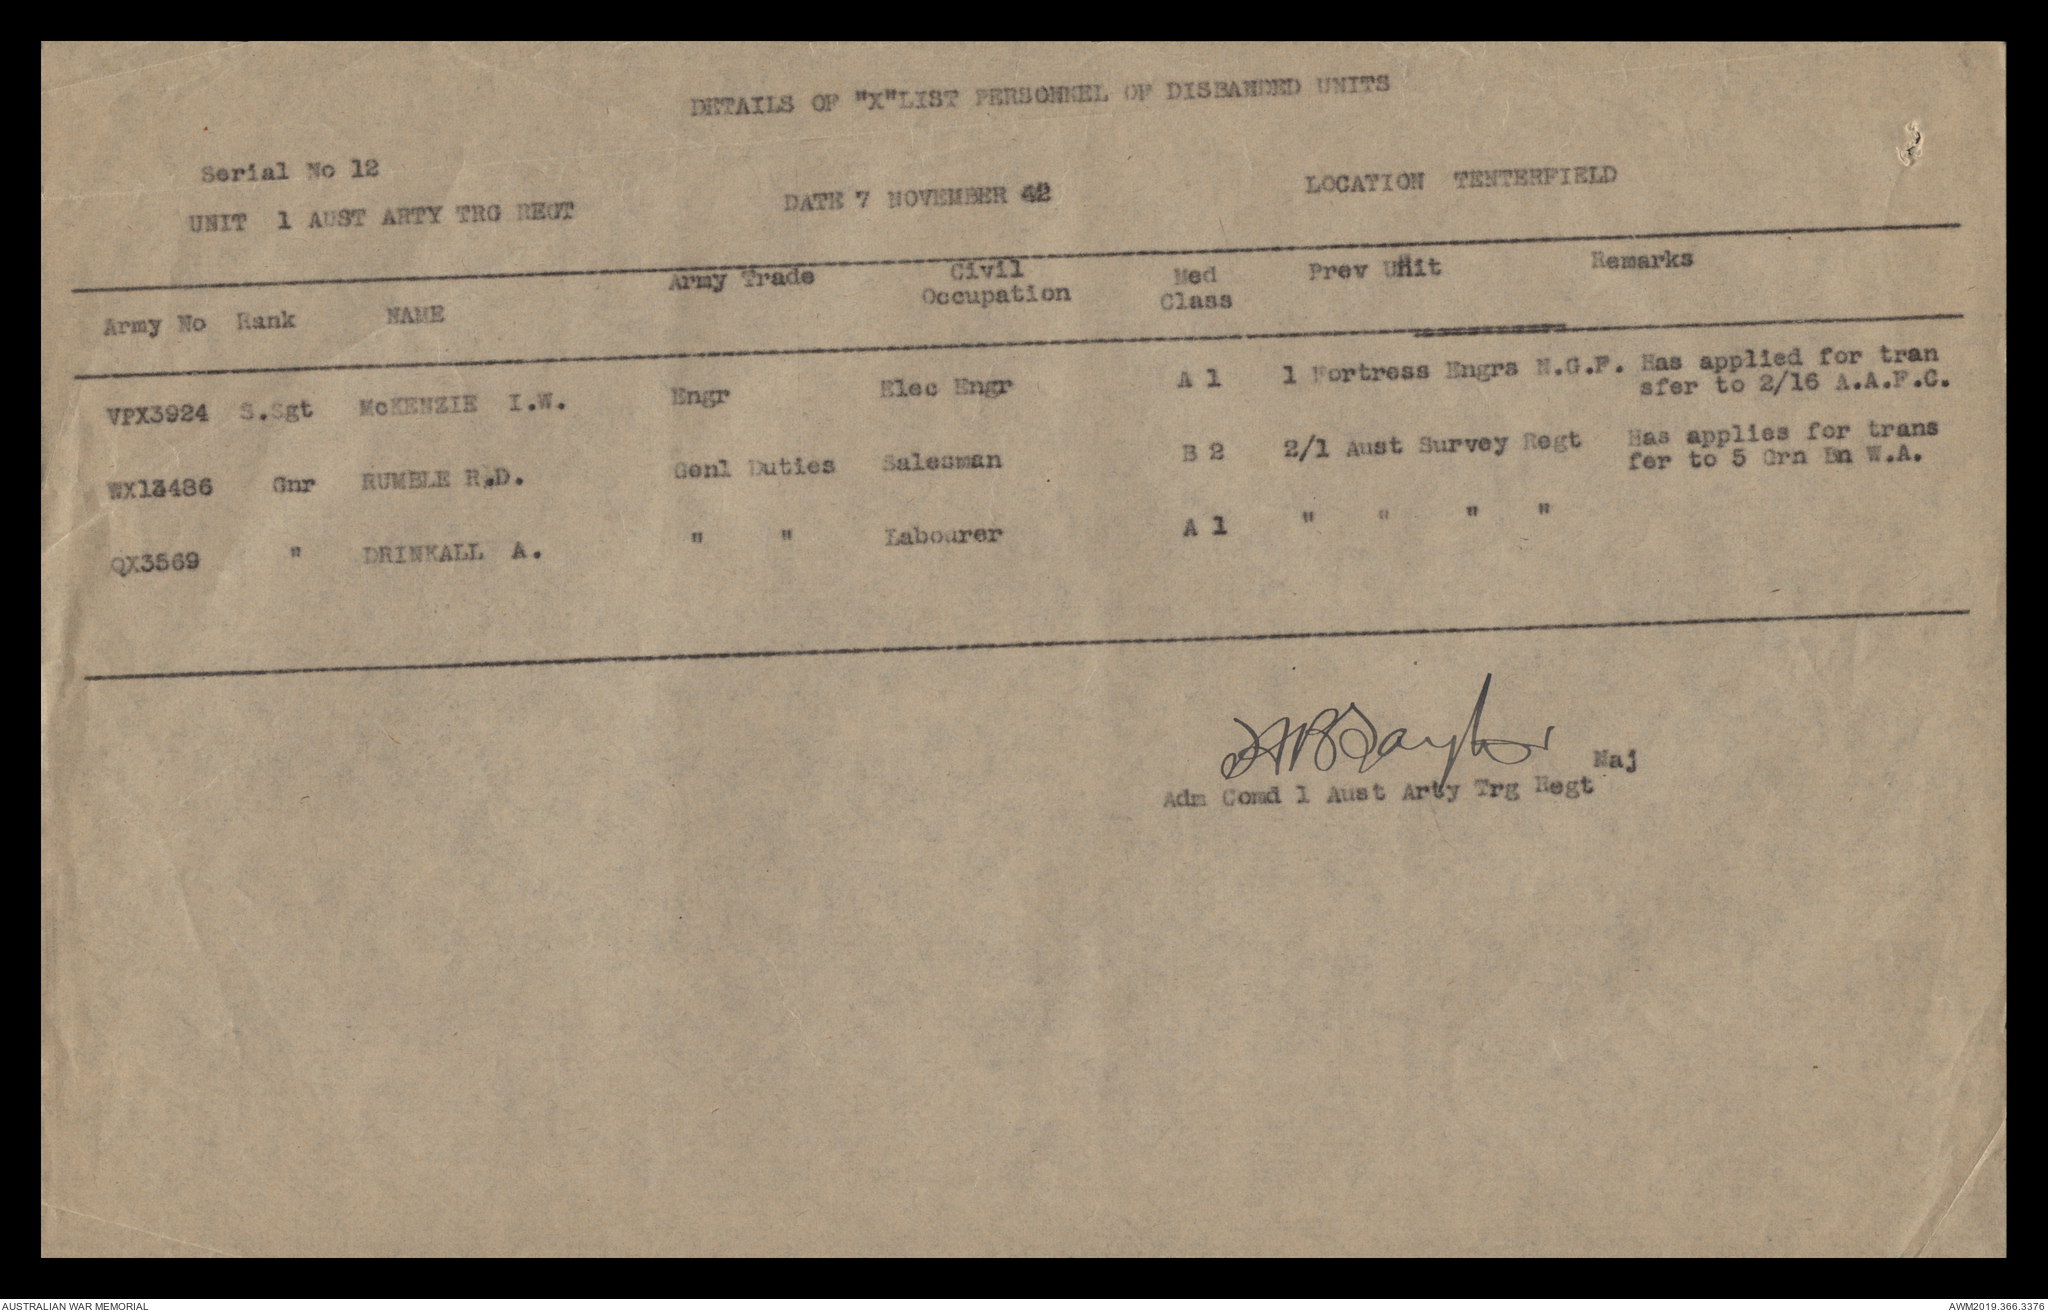 DETAILS OF "X"LIST PERSONNEL OF DISBANDED UNITS
Serial No 12
UNIT 1 AUST ARTY TRG REGT DATE 7 NOVEMBER 42 LOCATION TENTERFIELD
Army No Rank NAME Army Trade Civil Occupation Med Class Prev Unit Remarks
VPX3924 S.Sgt McKENZIE I.W. Engr Elec Engr A 1 1 Fortress Engrs N.G.F. Has applied for tran
sfer to 2/16 A.A.F.C.
WX13486 Gnr RUMBLE R.D. Genl Duties Salesman B 2 2/1 Aust Survey Regt Has applies for trans
fer to 5 Grn Bn W.A.
QX3569 " DRINKALL A. " " Labourer A 1 " " " "
Taylor Maj
Adm Comd 1 Aust Arty Trg Regt
AUSTRALIAN WAR MEMORIAL AWM2019.366.3376